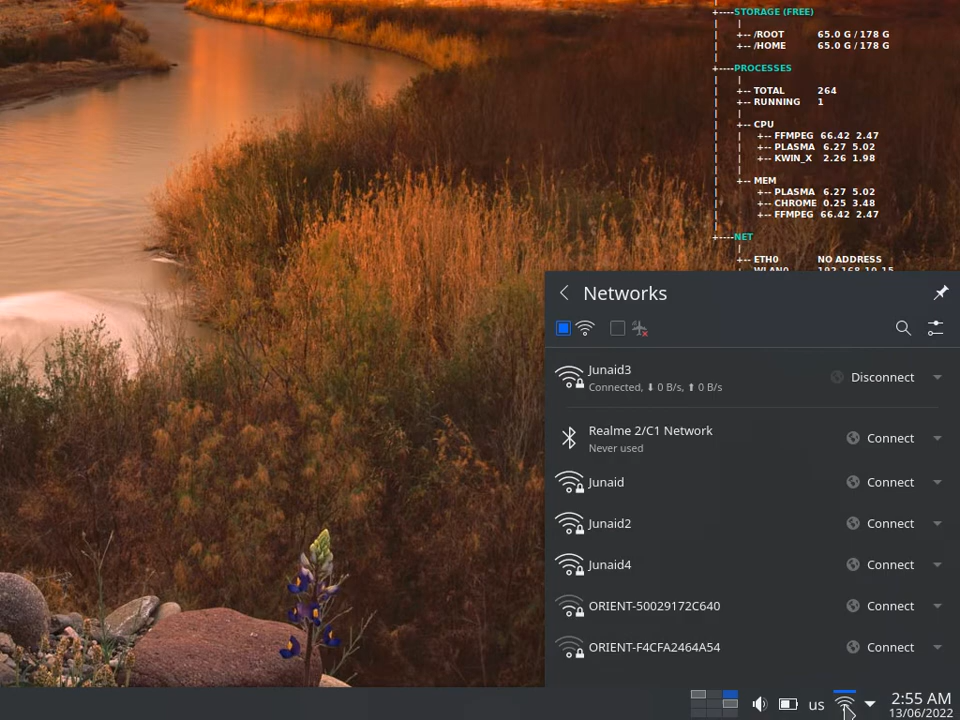 +----STORAGE (FREE)
+-- /ROOT 65.0 G / 178 G
+-- /HOME 65.0 G / 178 G
+----PROCESSES
+-- TOTAL 264
+-- RUNNING 1
+-- CPU
+-- FFMPEG 66.42 2.47
+-- PLASMA 6.27 5.02
+-- KWIN_X 2.26 1.98
+-- MEM
+-- PLASMA 6.27 5.02
+-- CHROME 0.25 3.48
+-- FFMPEG 66.42 2.47
+----NET
+-- ETH0 NO ADDRESS
Networks
Junaid3
Connected, ⬇ 0 B/s, ⬆ 0 B/s
Disconnect
Realme 2/C1 Network
Never used
Connect
Junaid Connect
Junaid2 Connect
Junaid4 Connect
ORIENT-50029172C640 Connect
ORIENT-F4CFA2464A54 Connect
us
2:55 AM
13/06/2022